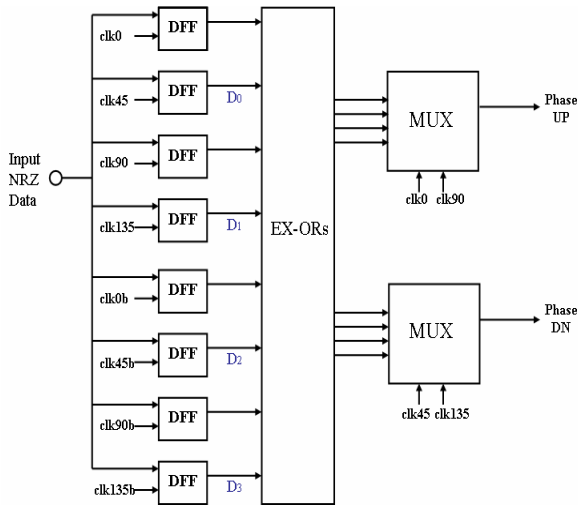 clk0
DFF
clk45
DFF
D0
clk90
DFF
Input
NRZ
Data
clk135
DFF
D1
clk0b
DFF
clk45b
DFF
D2
clk90b
DFF
clk135b
DFF
D3
EX-ORs
MUX
Phase
UP
clk0 clk90
MUX
Phase
DN
clk45 clk135